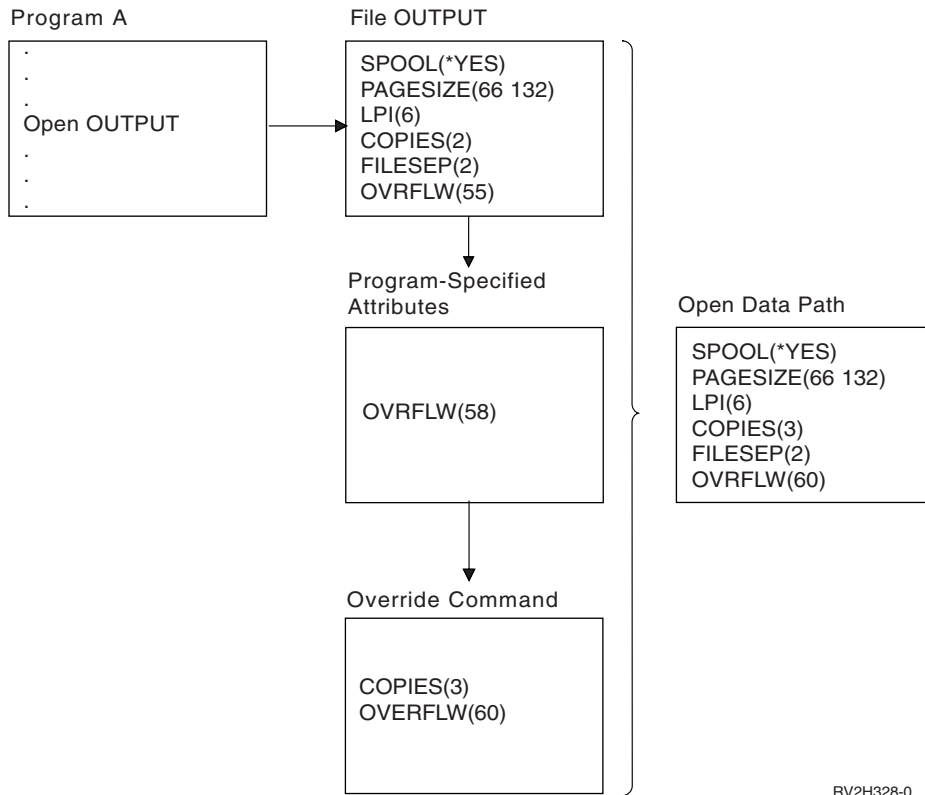 Program A
.
.
.
Open OUTPUT
.
.
.
File OUTPUT
SPOOL(*YES)
PAGESIZE(66 132)
LPI(6)
COPIES(2)
FILESEP(2)
OVRFLW(55)
Program-Specified
Attributes
OVRFLW(58)
Override Command
COPIES(3)
OVERFLW(60)
Open Data Path
SPOOL(*YES)
PAGESIZE(66 132)
LPI(6)
COPIES(3)
FILESEP(2)
OVRFLW(60)
RV2H328-0